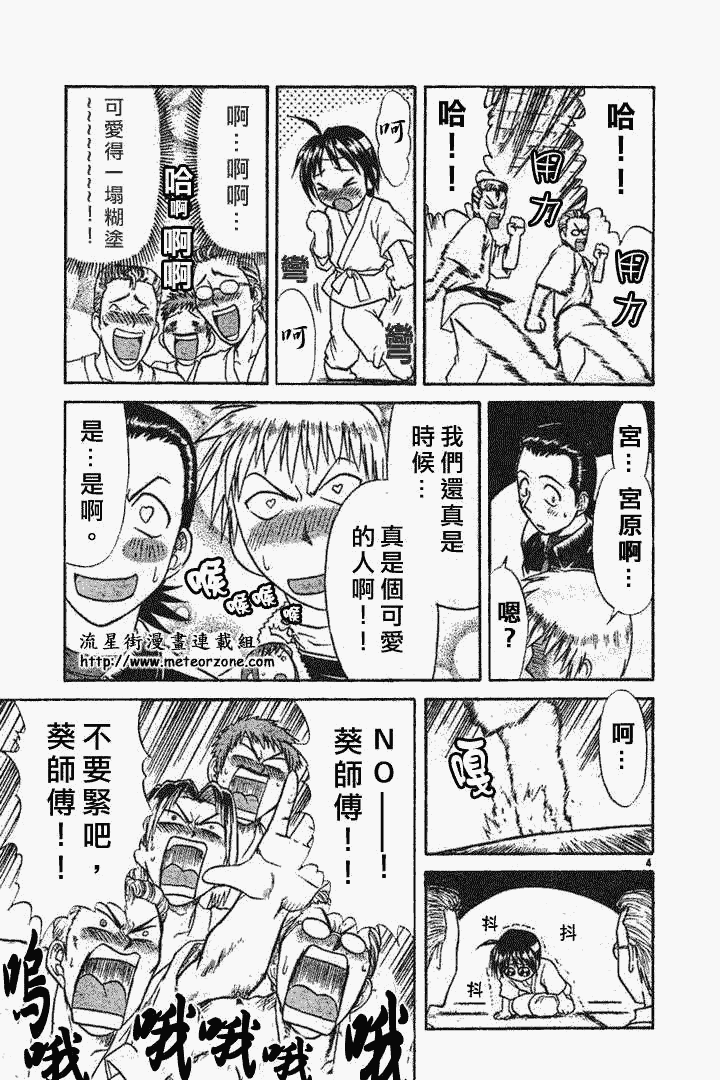 哈！！
用力
用力
哈！！
呵
彎
呵
彎
啊…啊啊…
哈啊啊啊
可愛得一塌糊塗
~~~~~~~~！！
宮…宮原啊…
嗯？
我們還真是
時候…
真是個可愛
的人啊！！
喉
喉喉喉
是…是啊。
流星街漫畫連載組
http://www.meteorzone.com/
呵…
嘎
4
抖
抖
抖
NO──！
葵師傅！！
不要緊吧，
葵師傅！！
嗚哦
哦哦哦
哦